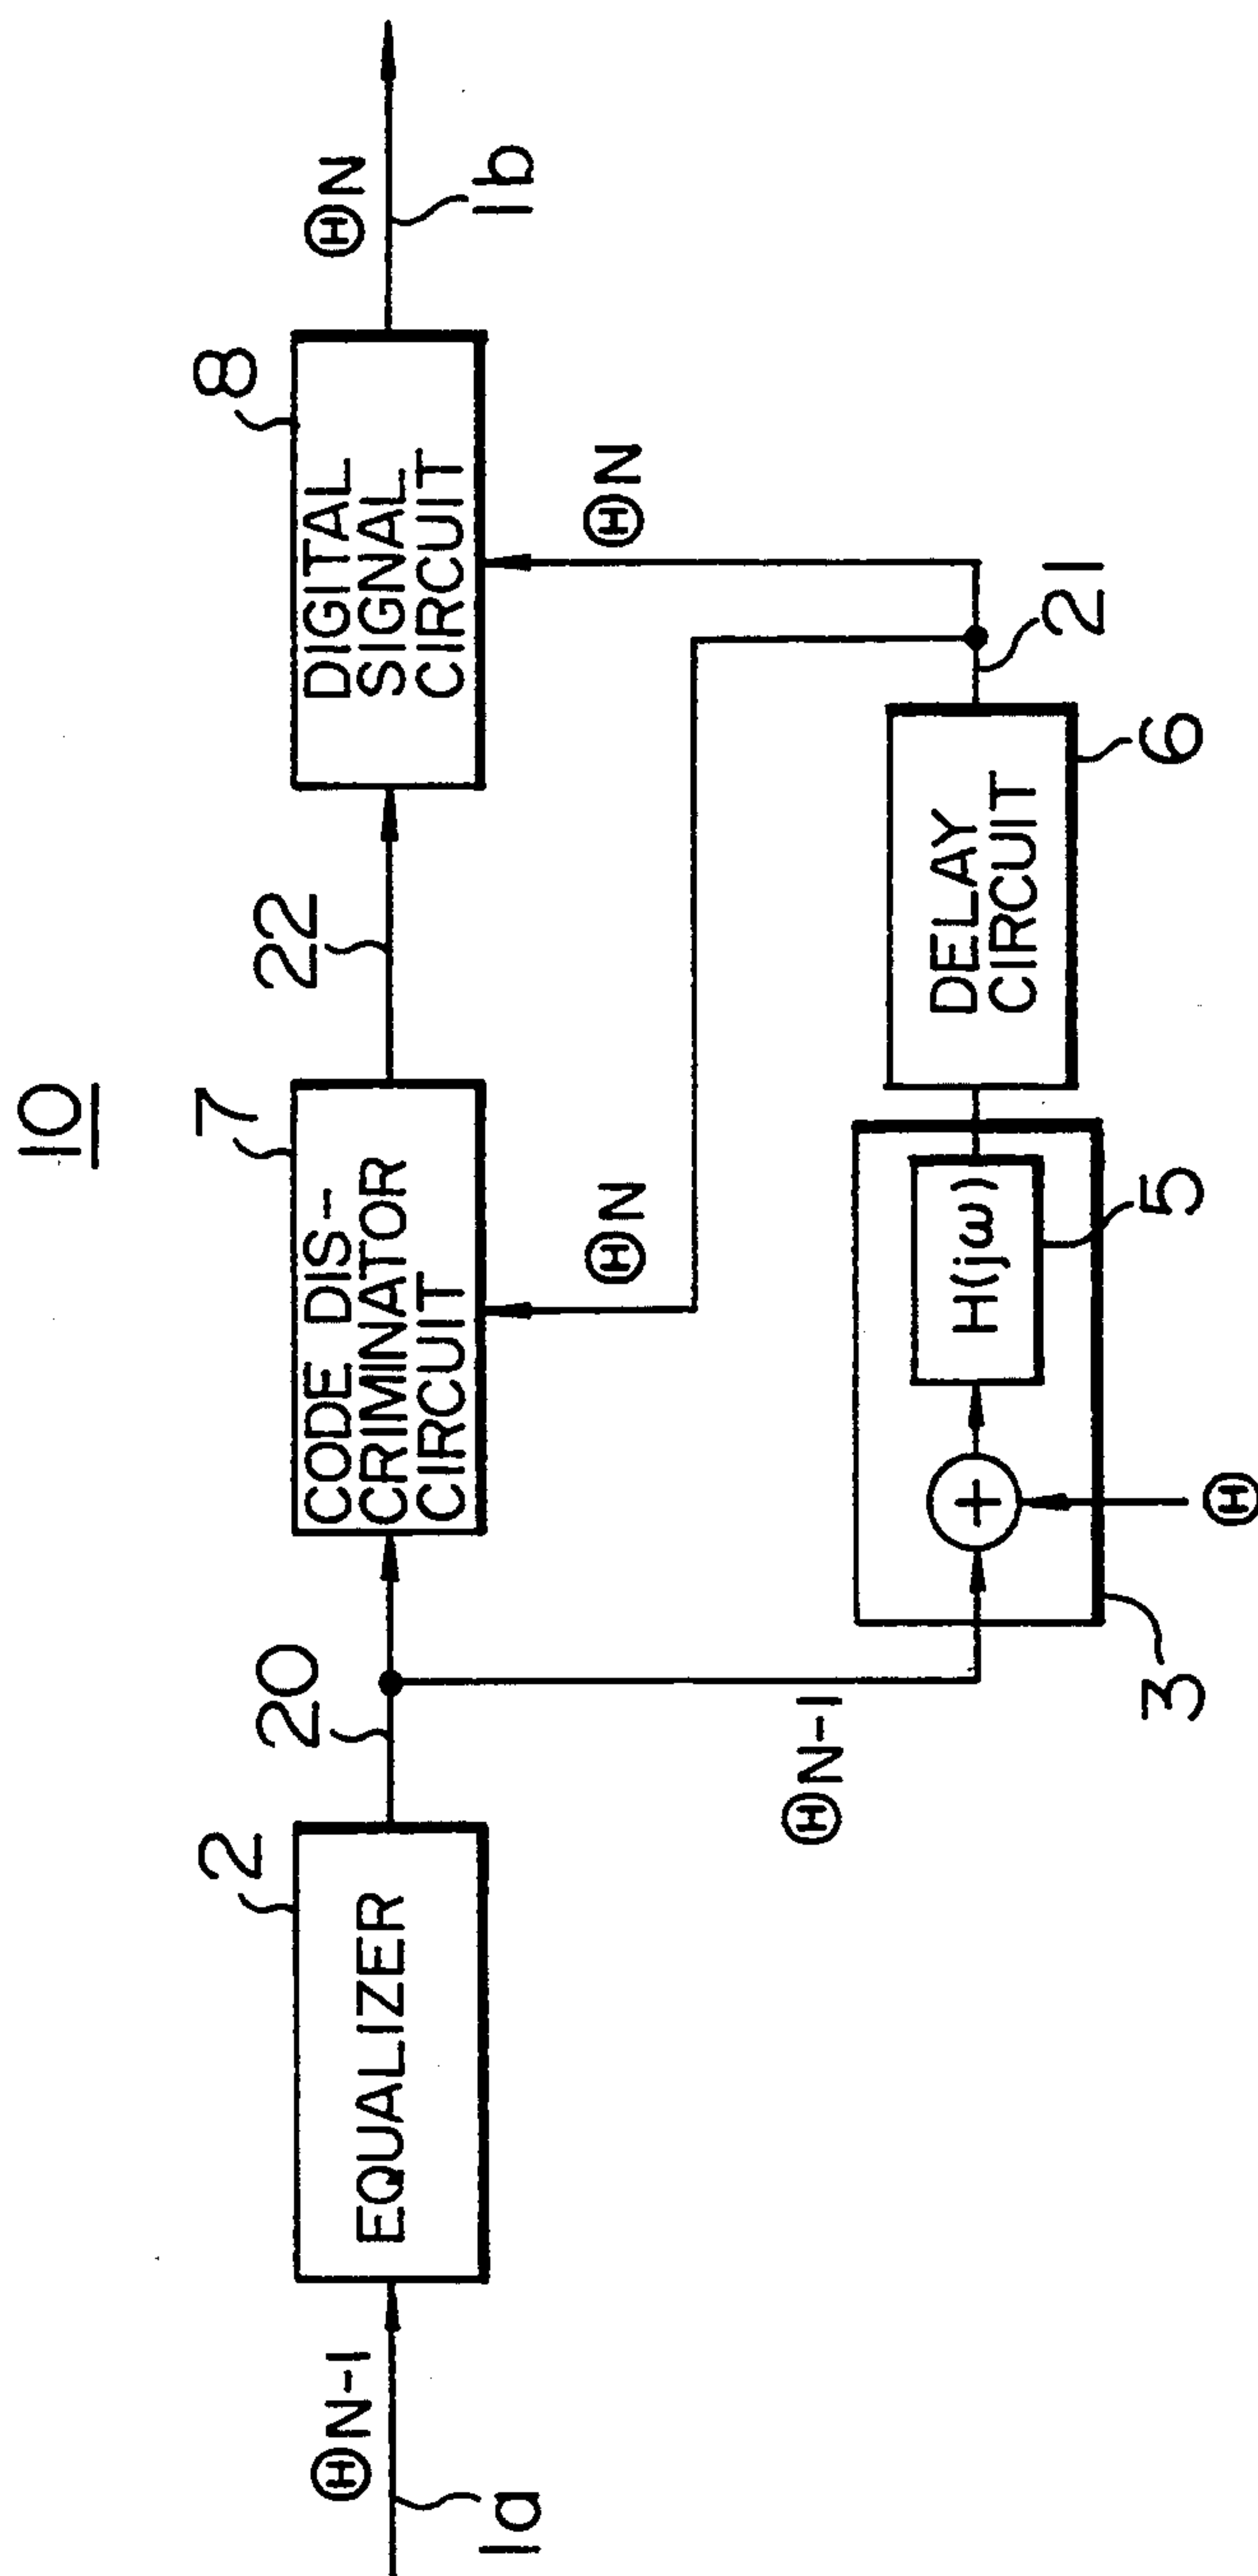 10
ΘN-1
1a
2
EQUALIZER
20
7
CODE DIS-
CRIMINATOR
CIRCUIT
22
8
DIGITAL
SIGNAL
CIRCUIT
ΘN
1b
ΘN-1
ΘN
ΘN
3
+
Θ
H(jω)
5
DELAY
CIRCUIT
6
21